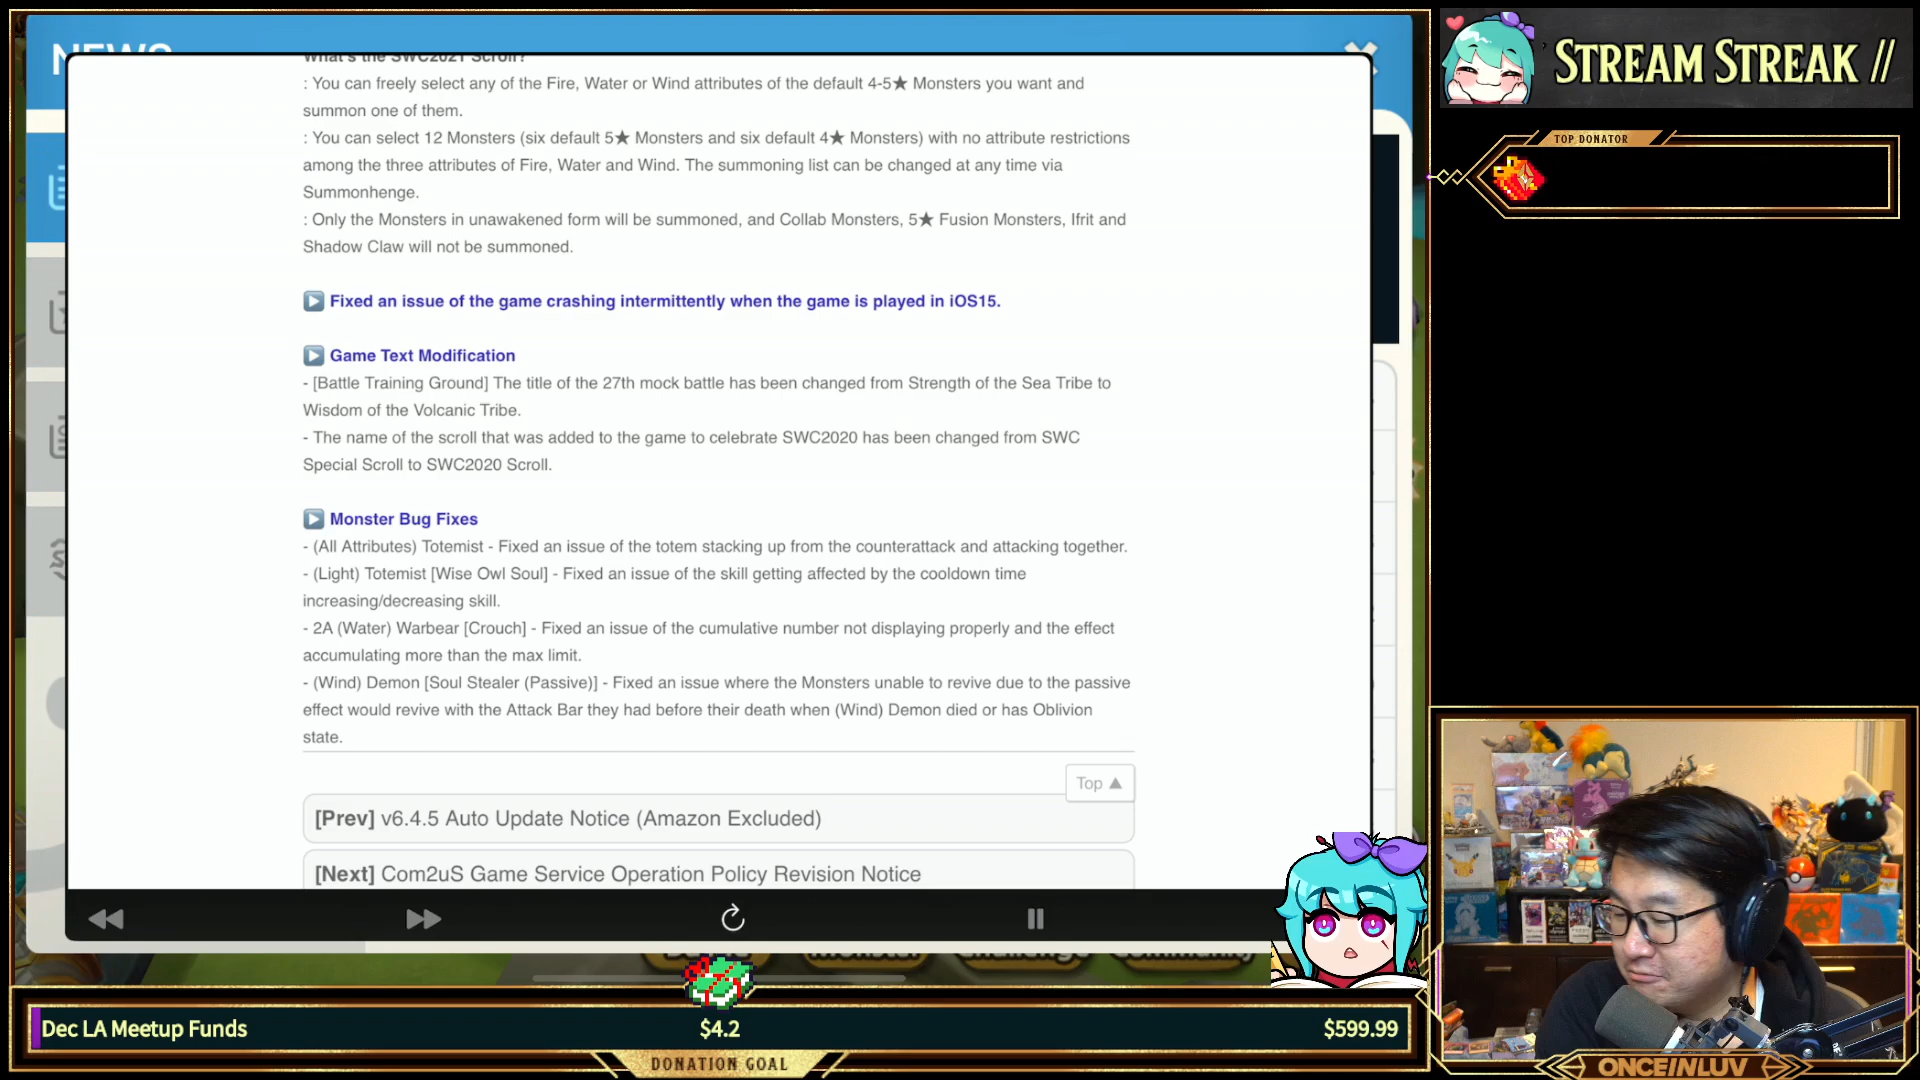 NEWS
What's the SWC2021 Scroll?
: You can freely select any of the Fire, Water or Wind attributes of the default 4-5★ Monsters you want and
summon one of them.
: You can select 12 Monsters (six default 5★ Monsters and six default 4★ Monsters) with no attribute restrictions
among the three attributes of Fire, Water and Wind. The summoning list can be changed at any time via
Summonhenge.
: Only the Monsters in unawakened form will be summoned, and Collab Monsters, 5★ Fusion Monsters, Ifrit and
Shadow Claw will not be summoned.
Fixed an issue of the game crashing intermittently when the game is played in iOS15.
Game Text Modification
- [Battle Training Ground] The title of the 27th mock battle has been changed from Strength of the Sea Tribe to
Wisdom of the Volcanic Tribe.
- The name of the scroll that was added to the game to celebrate SWC2020 has been changed from SWC
Special Scroll to SWC2020 Scroll.
Monster Bug Fixes
- (All Attributes) Totemist - Fixed an issue of the totem stacking up from the counterattack and attacking together.
- (Light) Totemist [Wise Owl Soul] - Fixed an issue of the skill getting affected by the cooldown time
increasing/decreasing skill.
- 2A (Water) Warbear [Crouch] - Fixed an issue of the cumulative number not displaying properly and the effect
accumulating more than the max limit.
- (Wind) Demon [Soul Stealer (Passive)] - Fixed an issue where the Monsters unable to revive due to the passive
effect would revive with the Attack Bar they had before their death when (Wind) Demon died or has Oblivion
state.
Top ▲
[Prev] v6.4.5 Auto Update Notice (Amazon Excluded)
[Next] Com2uS Game Service Operation Policy Revision Notice
Monster Challenge Community
Dec LA Meetup Funds $4.2 $599.99
DONATION GOAL
STREAM STREAK //
TOP DONATOR
ONCEINLUV